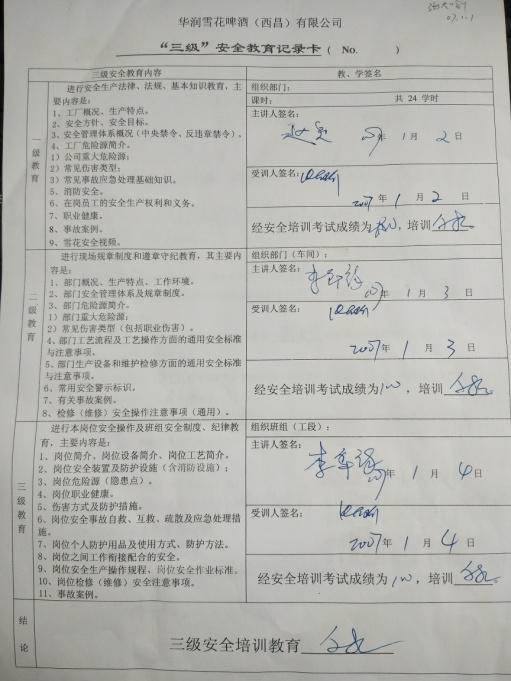 华润雪花啤酒（西昌）有限公司
“三级”安全教育记录卡（ No. ）
三级安全教育内容
教、学签名
一级教育
进行安全生产法律、法规、基本知识教育，主
要内容是：
1、工厂概况、生产特点。
2、安全方针、安全目标。
3、安全管理体系概况（中央禁令、反违章禁令）。
4、工厂危险源简介。
1）公司重大危险源；
2）常见伤害类型；
3）常见事故应急处理基础知识。
5、消防安全。
6、在岗员工的安全生产权利和义务。
7、职业健康。
8、事故案例。
9、雪花安全视频。
组织部门：
课时： 共 24 学时
主讲人签名：
年 1 月 2 日
受训人签名：
2007 年 1 月 2 日
经安全培训考试成绩为 ，培训
二级教育
进行现场规章制度和遵章守纪教育，其主要内
容是：
1、部门概况、生产特点、工作环境。
2、部门安全管理体系及规章制度。
3、部门危险源简介。
1）部门重大危险源；
2）常见伤害类型（包括职业伤害）。
4、部门工艺流程及工艺操作方面的通用安全标准
与注意事项。
5、部门生产设备和维护检修方面的通用安全标准
与注意事项。
6、常用安全警示标识。
7、有关事故案例。
8、检修（维修）安全操作注意事项（通用）。
组织部门（车间）：
主讲人签名：
年 1 月 3 日
受训人签名：
2007 年 1 月 3 日
经安全培训考试成绩为 100 ，培训
三级教育
进行本岗位安全操作及班组安全制度、纪律教
育，主要内容是：
1、岗位简介、岗位设备简介、岗位工艺简介。
2、岗位安全装置及防护设施（含消防设施）；
3、岗位危险源（隐患点）。
4、岗位职业健康。
5、伤害方式及防护措施。
6、岗位安全事故自救、互救、疏散及应急处理措
施。
7、岗位个人防护用品及使用方式、防护方法。
8、岗位之间工作衔接配合的安全。
9、岗位安全生产操作规程、岗位安全作业标准。
10、岗位检修（维修）安全注意事项。
11、事故案例。
组织班组（工段）：
主讲人签名：
年 1 月 4 日
受训人签名：
2007 年 1 月 4 日
经安全培训考试成绩为 100 ，培训
结论
三级安全培训教育